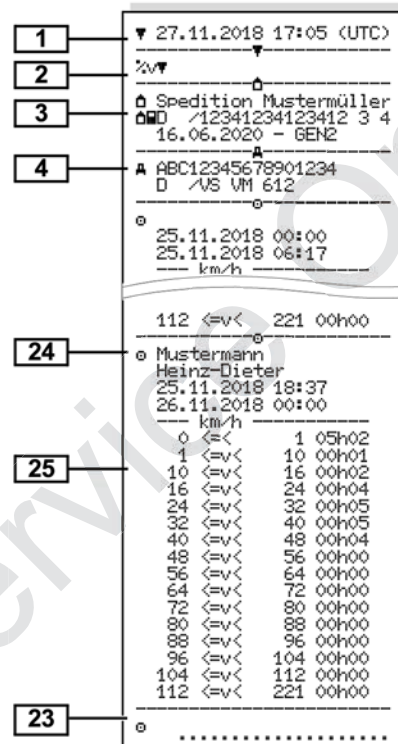 1 ▼ 27.11.2018 17:05 (UTC)
2 %v▼
Spedition Mustermüller
3 D /12341234123412 3 4
16.06.2020 - GEN2
4 A ABC12345678901234
D /VS VM 612
25.11.2018 00:00
25.11.2018 06:17
--- km/h ---
112 <=v< 221 00h00
24 Mustermann
Heinz-Dieter
25.11.2018 18:37
26.11.2018 00:00
--- km/h ---
0 <=< 1 05h02
1 <=v< 10 00h01
25 10 <=v< 16 00h02
16 <=v< 24 00h04
24 <=v< 32 00h05
32 <=v< 40 00h05
40 <=v< 48 00h04
48 <=v< 56 00h00
56 <=v< 64 00h00
64 <=v< 72 00h00
72 <=v< 80 00h00
80 <=v< 88 00h00
88 <=v< 96 00h00
96 <=v< 104 00h00
104 <=v< 112 00h00
112 <=v< 221 00h00
23 ....................